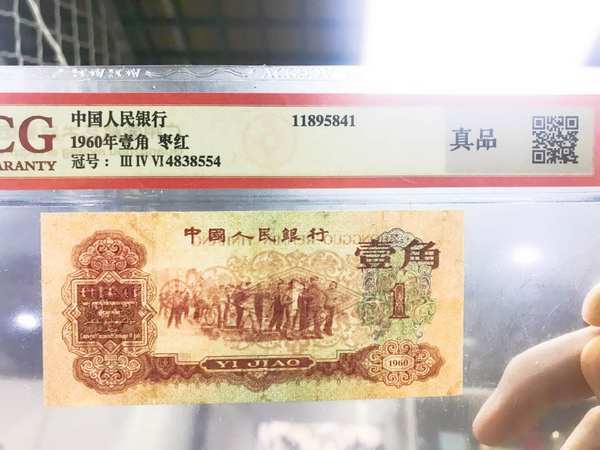 CG
ARRANTY
中国人民银行
1960年壹角 枣红
冠号： III IV VI 4838554
11895841
真品
中國人民銀行
壹角
1
YI JIAO
1960